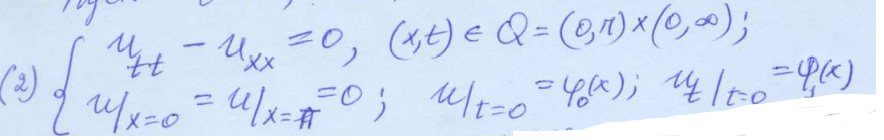 (2) { u_tt − u_xx = 0, (x,t) ∈ Q = (0,π)×(0,∞);
u/x=0 = u/x=π = 0; u/t=0 = φ₀(x); u_t/t=0 = φ₁(x)